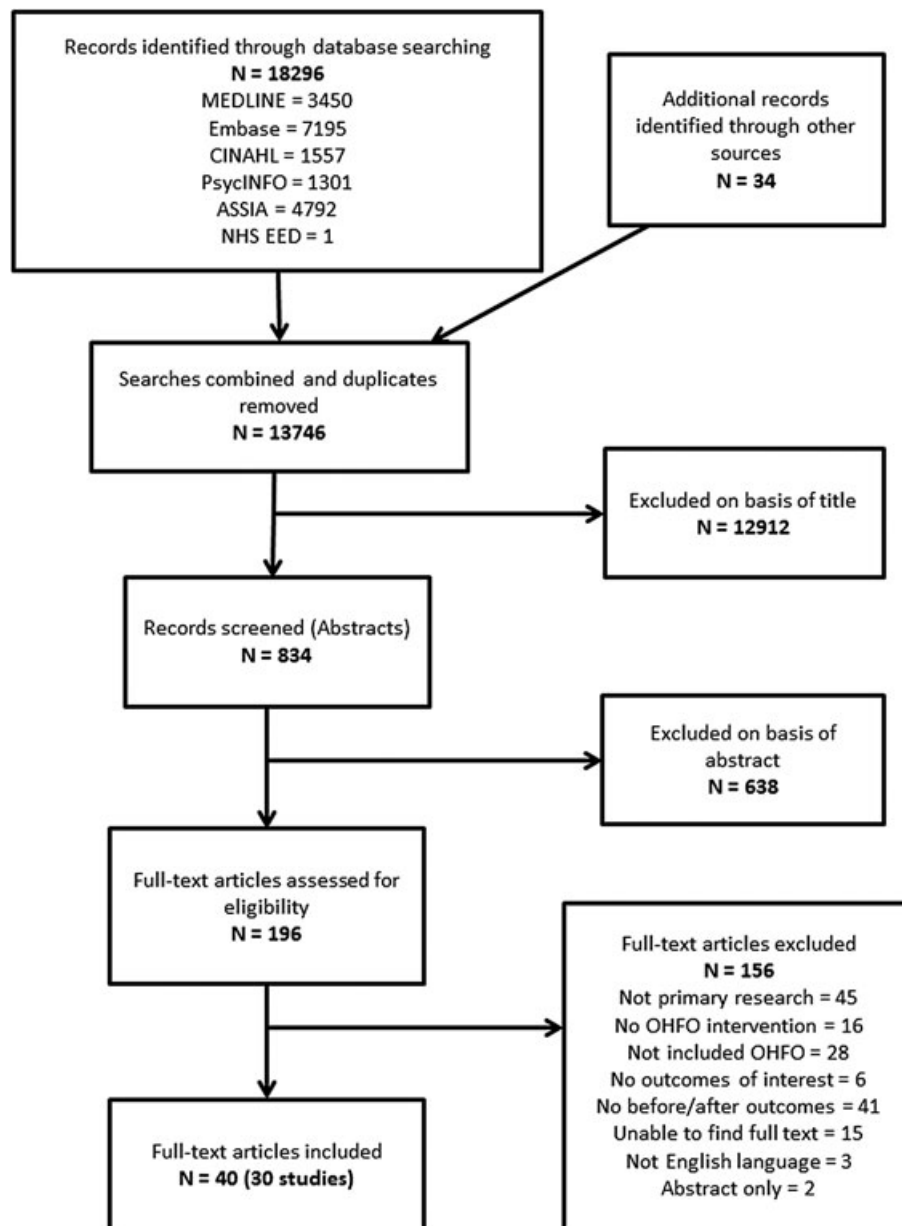 Records identified through database searching
N = 18296
MEDLINE = 3450
Embase = 7195
CINAHL = 1557
PsycINFO = 1301
ASSIA = 4792
NHS EED = 1
Additional records
identified through other
sources
N = 34
Searches combined and duplicates
removed
N = 13746
Excluded on basis of title
N = 12912
Records screened (Abstracts)
N = 834
Excluded on basis of
abstract
N = 638
Full-text articles assessed for
eligibility
N = 196
Full-text articles excluded
N = 156
Not primary research = 45
No OHFO intervention = 16
Not included OHFO = 28
No outcomes of interest = 6
No before/after outcomes = 41
Unable to find full text = 15
Not English language = 3
Abstract only = 2
Full-text articles included
N = 40 (30 studies)